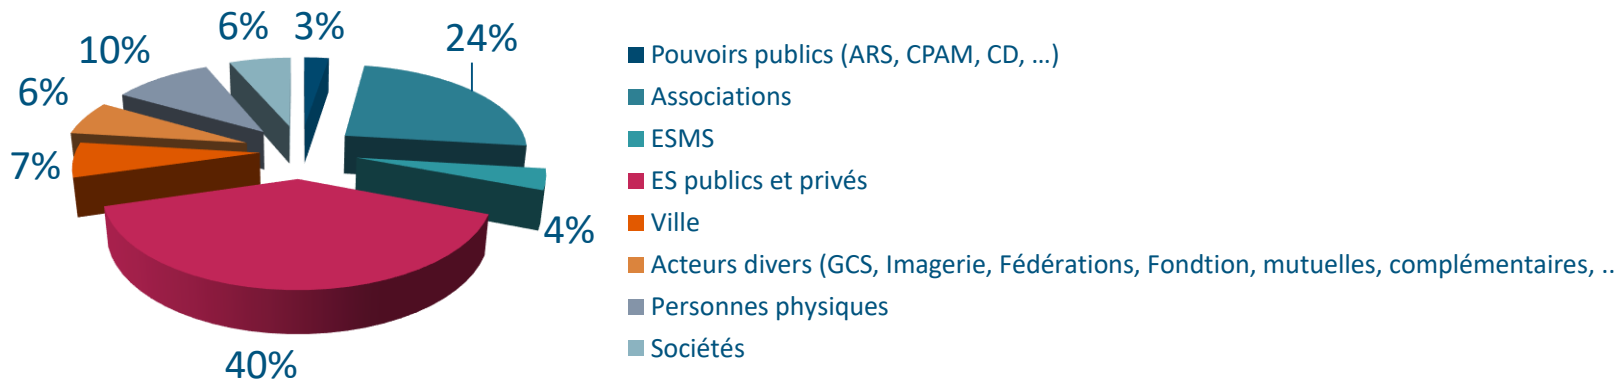 6% 3%
24%
10%
6%
7%
4%
40%
Pouvoirs publics (ARS, CPAM, CD, ...)
Associations
ESMS
ES publics et privés
Ville
Acteurs divers (GCS, Imagerie, Fédérations, Fondtion, mutuelles, complémentaires, ..
Personnes physiques
Sociétés